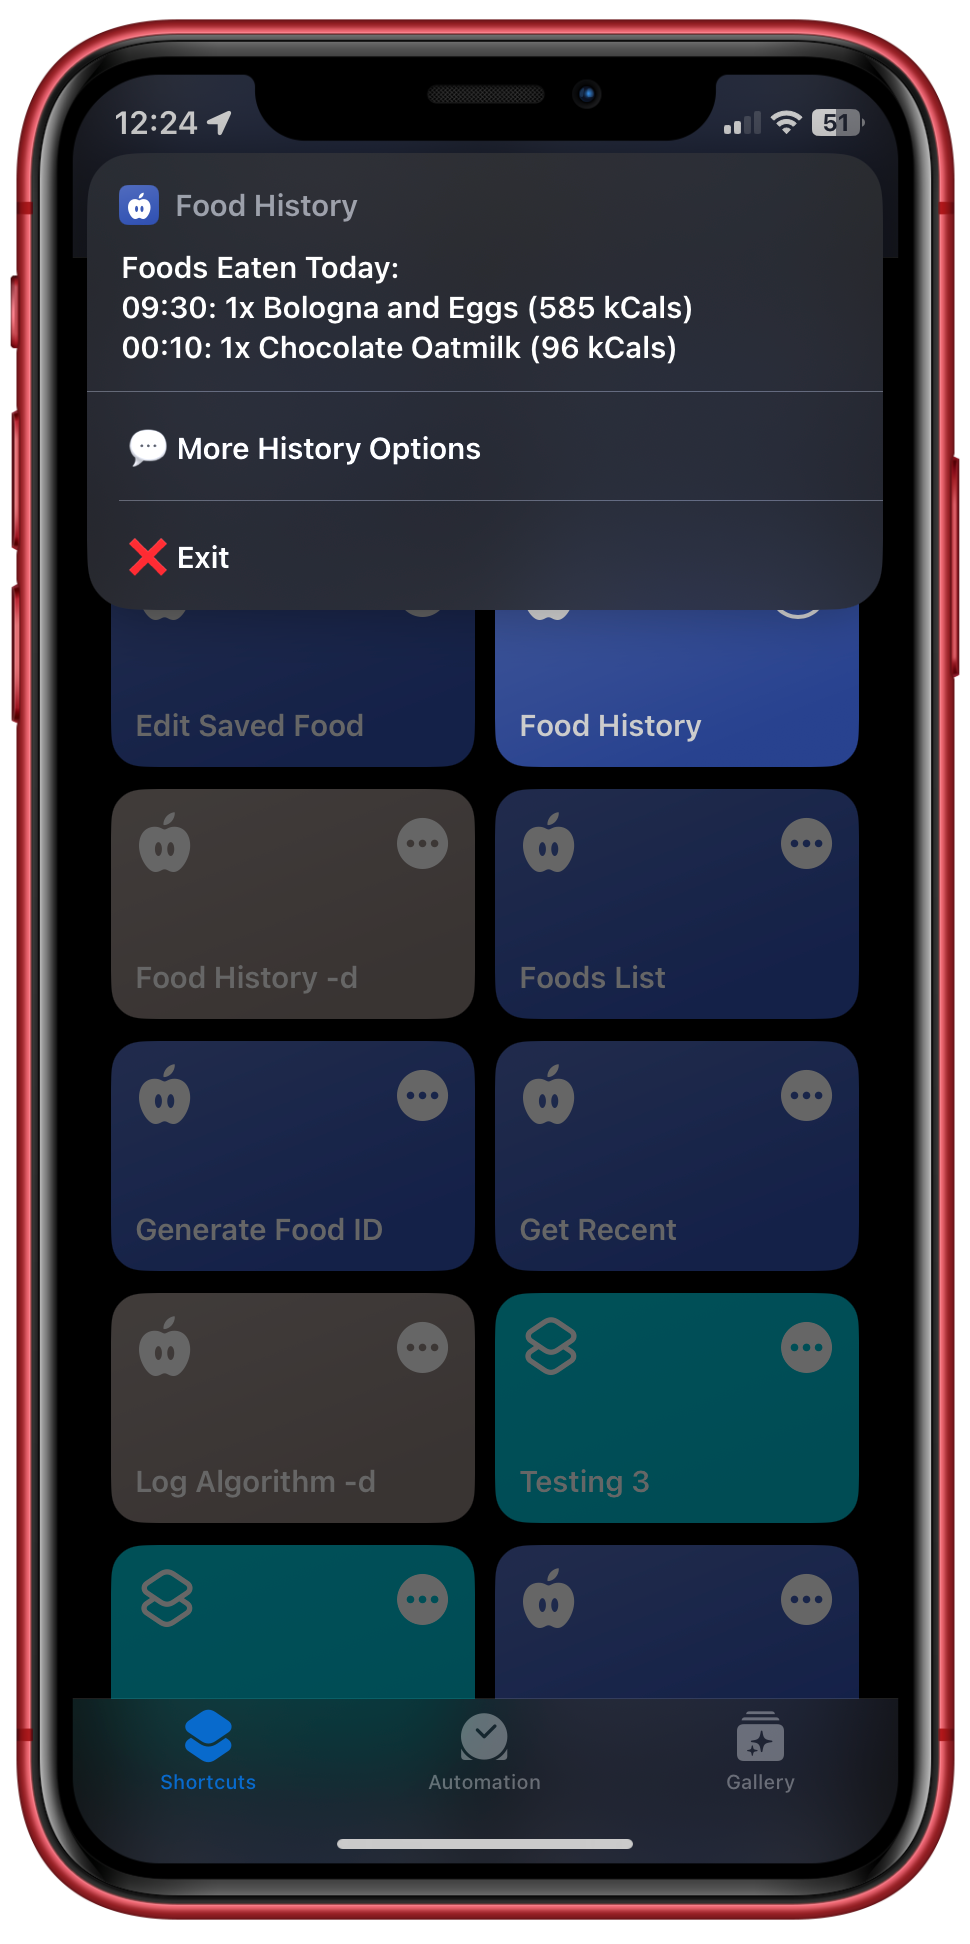 12:24
51
Food History
Foods Eaten Today:
09:30: 1x Bologna and Eggs (585 kCals)
00:10: 1x Chocolate Oatmilk (96 kCals)
More History Options
Exit
Edit Saved Food
Food History
Food History -d
Foods List
Generate Food ID
Get Recent
Log Algorithm -d
Testing 3
Shortcuts
Automation
Gallery